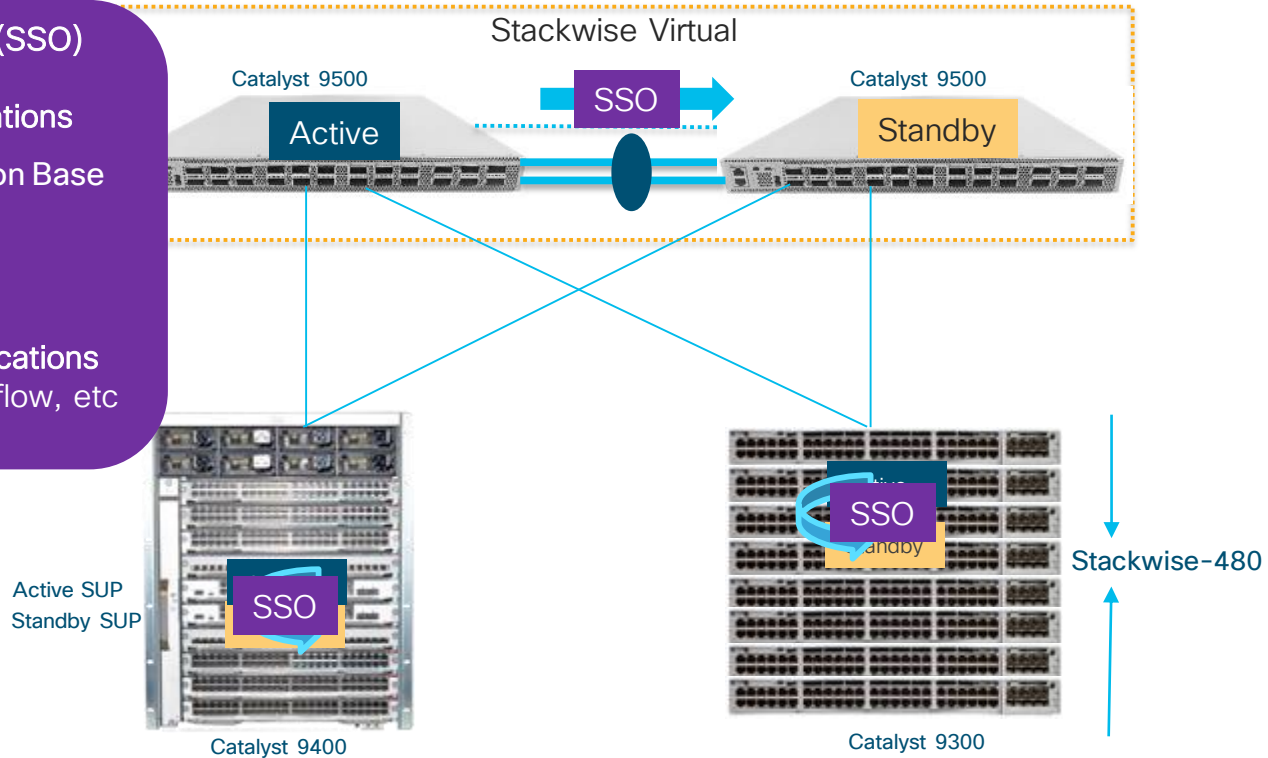 (SSO)
ations
on Base
cations
flow, etc
Stackwise Virtual
Catalyst 9500
Catalyst 9500
SSO
Active
Standby
SSO
SSO
andby
Active SUP
Standby SUP
Stackwise-480
Catalyst 9400
Catalyst 9300